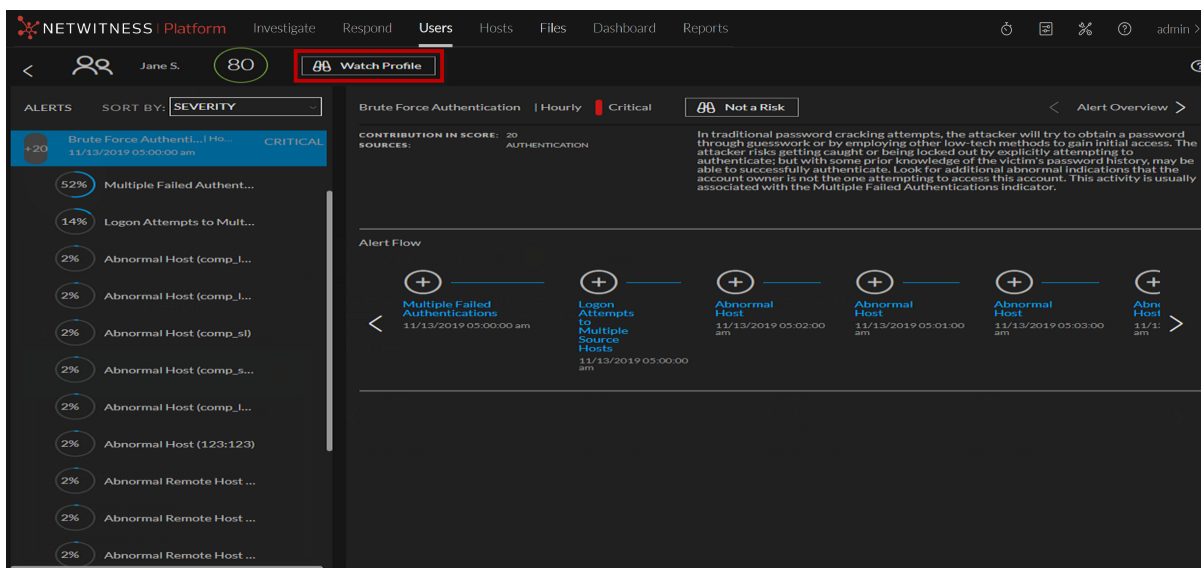 NETWITNESS | Platform Investigate Respond Users Hosts Files Dashboard Reports admin >
Jane S. 80 Watch Profile
ALERTS SORT BY: SEVERITY
+20 Brute Force Authenti...| Ho... CRITICAL
11/13/2019 05:00:00 am
52% Multiple Failed Authent...
14% Logon Attempts to Mult...
2% Abnormal Host (comp_l...
2% Abnormal Host (comp_l...
2% Abnormal Host (comp_sl)
2% Abnormal Host (comp_s...
2% Abnormal Host (comp_l...
2% Abnormal Host (123:123)
2% Abnormal Remote Host ...
2% Abnormal Remote Host ...
2% Abnormal Remote Host ...
Brute Force Authentication | Hourly Critical Not a Risk < Alert Overview >
CONTRIBUTION IN SCORE: 20
SOURCES: AUTHENTICATION
In traditional password cracking attempts, the attacker will try to obtain a password
through guesswork or by employing other low-tech methods to gain initial access. The
attacker risks getting caught or being locked out by explicitly attempting to
authenticate; but with some prior knowledge of the victim's password history, may be
able to successfully authenticate. Look for additional abnormal indications that the
account owner is not the one attempting to access this account. This activity is usually
associated with the Multiple Failed Authentications indicator.
Alert Flow
Multiple Failed
Authentications
11/13/2019 05:00:00 am
Logon
Attempts
to
Multiple
Source
Hosts
11/13/2019 05:00:00
am
Abnormal
Host
11/13/2019 05:02:00
am
Abnormal
Host
11/13/2019 05:01:00
am
Abnormal
Host
11/13/2019 05:03:00
am
Host
am